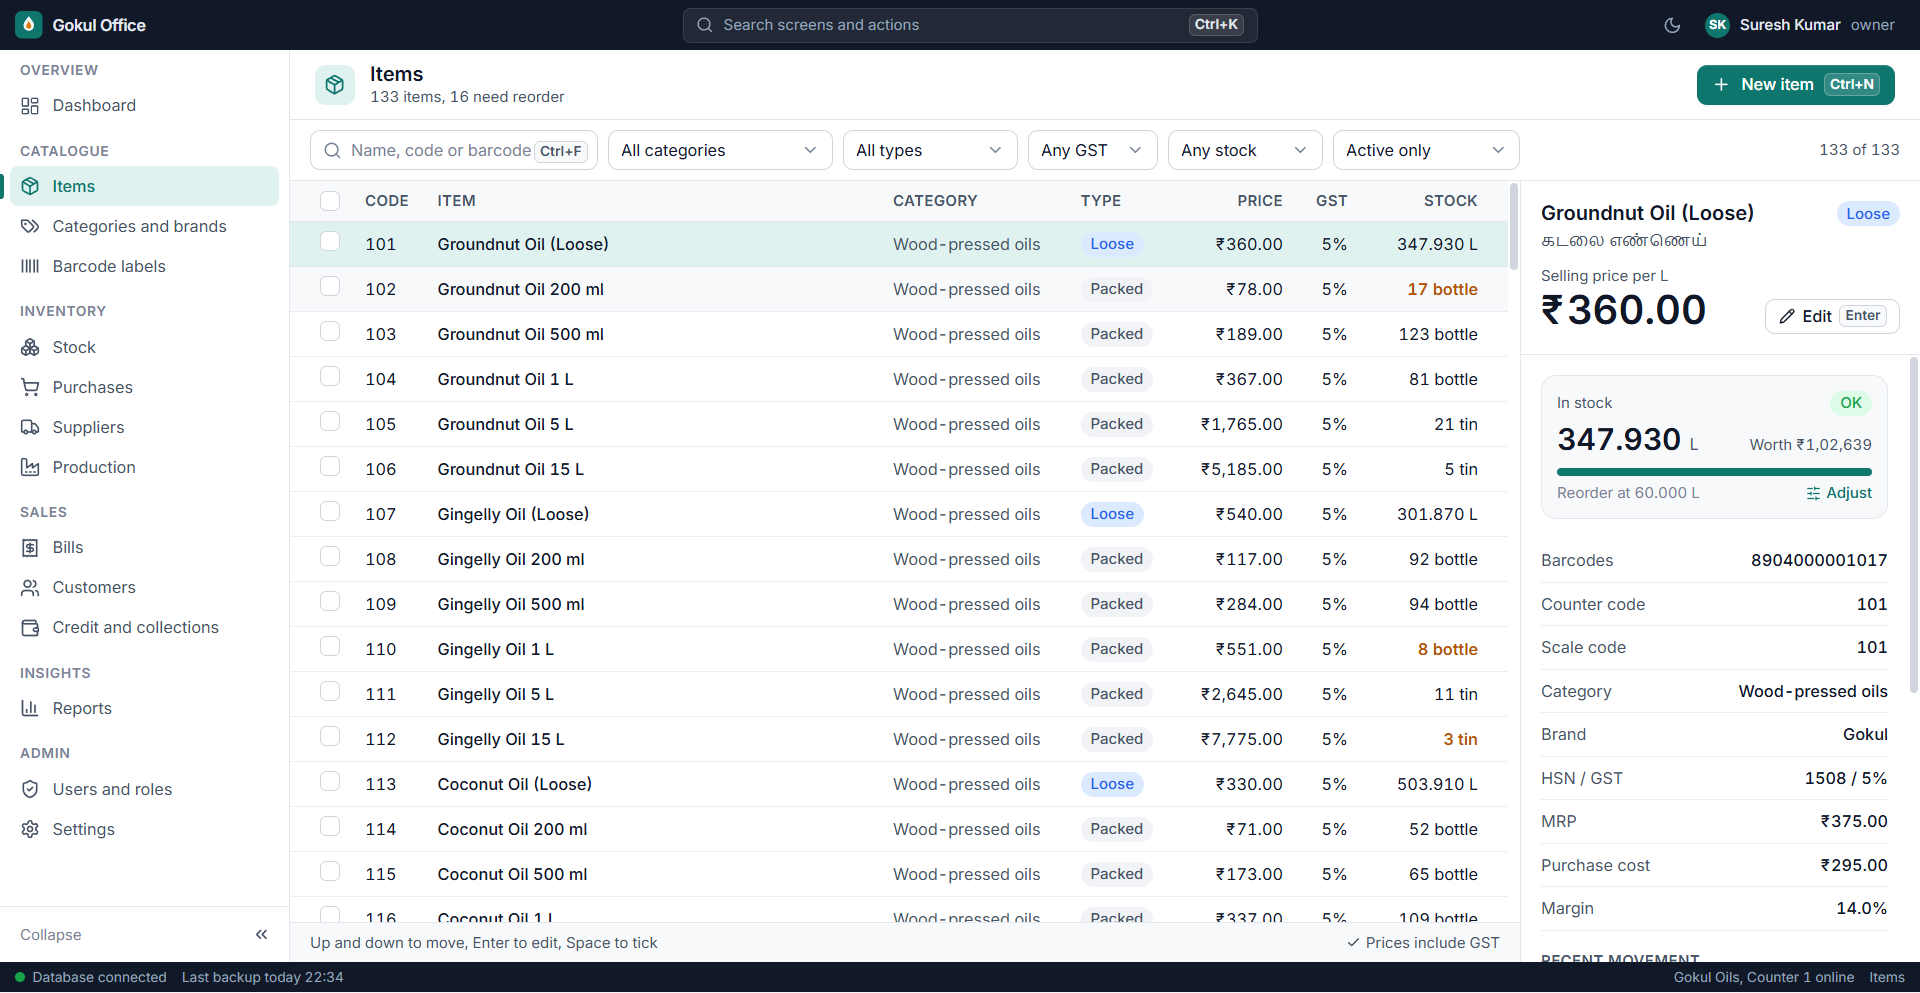 Gokul Office
Search screens and actions Ctrl+K
SK Suresh Kumar owner
OVERVIEW
Dashboard
CATALOGUE
Items
Categories and brands
Barcode labels
INVENTORY
Stock
Purchases
Suppliers
Production
SALES
Bills
Customers
Credit and collections
INSIGHTS
Reports
ADMIN
Users and roles
Settings
Collapse
Items
133 items, 16 need reorder
New item Ctrl+N
Name, code or barcode Ctrl+F All categories All types Any GST Any stock Active only 133 of 133
CODE ITEM CATEGORY TYPE PRICE GST STOCK
101 Groundnut Oil (Loose) Wood-pressed oils Loose ₹360.00 5% 347.930 L
102 Groundnut Oil 200 ml Wood-pressed oils Packed ₹78.00 5% 17 bottle
103 Groundnut Oil 500 ml Wood-pressed oils Packed ₹189.00 5% 123 bottle
104 Groundnut Oil 1 L Wood-pressed oils Packed ₹367.00 5% 81 bottle
105 Groundnut Oil 5 L Wood-pressed oils Packed ₹1,765.00 5% 21 tin
106 Groundnut Oil 15 L Wood-pressed oils Packed ₹5,185.00 5% 5 tin
107 Gingelly Oil (Loose) Wood-pressed oils Loose ₹540.00 5% 301.870 L
108 Gingelly Oil 200 ml Wood-pressed oils Packed ₹117.00 5% 92 bottle
109 Gingelly Oil 500 ml Wood-pressed oils Packed ₹284.00 5% 94 bottle
110 Gingelly Oil 1 L Wood-pressed oils Packed ₹551.00 5% 8 bottle
111 Gingelly Oil 5 L Wood-pressed oils Packed ₹2,645.00 5% 11 tin
112 Gingelly Oil 15 L Wood-pressed oils Packed ₹7,775.00 5% 3 tin
113 Coconut Oil (Loose) Wood-pressed oils Loose ₹330.00 5% 503.910 L
114 Coconut Oil 200 ml Wood-pressed oils Packed ₹71.00 5% 52 bottle
115 Coconut Oil 500 ml Wood-pressed oils Packed ₹173.00 5% 65 bottle
116 Coconut Oil 1 L Wood-pressed oils Packed ₹337.00 5% 109 bottle
Up and down to move, Enter to edit, Space to tick Prices include GST
Groundnut Oil (Loose) Loose
கடலை எண்ணெய்
Selling price per L
₹360.00 Edit Enter
In stock OK
347.930 L Worth ₹1,02,639
Reorder at 60.000 L Adjust
Barcodes 8904000001017
Counter code 101
Scale code 101
Category Wood-pressed oils
Brand Gokul
HSN / GST 1508 / 5%
MRP ₹375.00
Purchase cost ₹295.00
Margin 14.0%
RECENT MOVEMENT
Database connected Last backup today 22:34 Gokul Oils, Counter 1 online Items